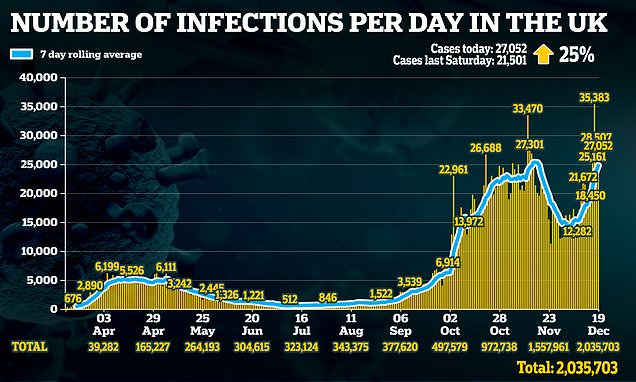 NUMBER OF INFECTIONS PER DAY IN THE UK
7 day rolling average
Cases today: 27,052
Cases last Saturday: 21,501
25%
40,000
35,000
30,000
25,000
20,000
15,000
10,000
5,000
0
676
2,890
6,199
5,526
6,111
3,242
2,445
1,326
1,221
512
846
1,522
3,539
6,914
22,961
13,972
26,688
33,470
27,301
12,282
35,383
28,507
27,052
25,161
21,672
18,450
03 Apr
29 Apr
25 May
20 Jun
16 Jul
11 Aug
06 Sep
02 Oct
28 Oct
23 Nov
19 Dec
TOTAL 39,282 165,227 264,193 304,615 323,124 343,375 377,620 497,579 972,738 1,557,961 2,035,703
Total: 2,035,703